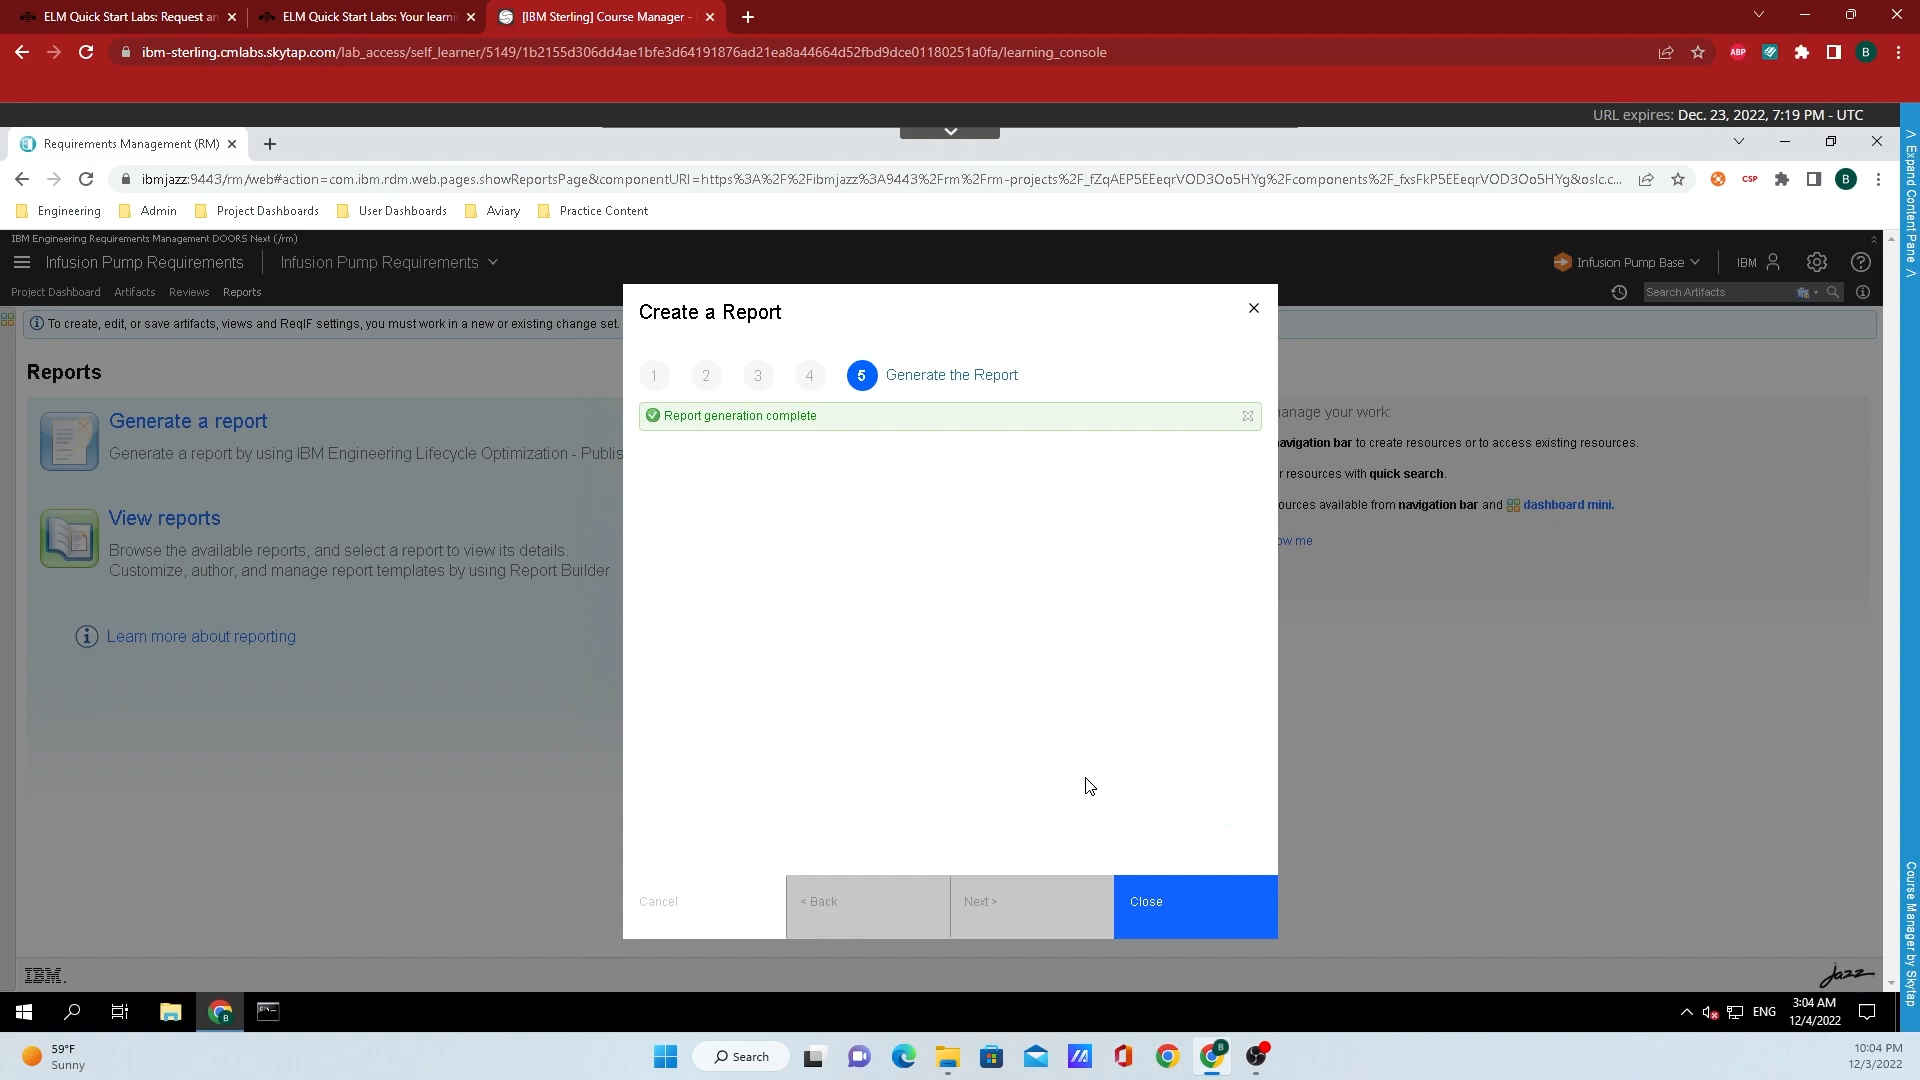 ELM Quick Start Labs: Request an
ELM Quick Start Labs: Your learni
[IBM Sterling] Course Manager -
ibm-sterling.cmlabs.skytap.com/lab_access/self_learner/5149/1b2155d306dd4ae1bfe3d64191876ad21ea8a44664d52fbd9dce01180251a0fa/learning_console
ABP
B
URL expires: Dec. 23, 2022, 7:19 PM - UTC
Requirements Management (RM)
ibmjazz:9443/rm/web#action=com.ibm.rdm.web.pages.showReportsPage&componentURI=https%3A%2F%2Fibmjazz%3A9443%2Frm%2Frm-projects%2F_fZqAEP5EEeqrVOD3Oo5HYg%2Fcomponents%2F_fxsFkP5EEeqrVOD3Oo5HYg&oslc.c...
CSP
B
Engineering
Admin
Project Dashboards
User Dashboards
Aviary
Practice Content
IBM Engineering Requirements Management DOORS Next (/rm)
Infusion Pump Requirements
Infusion Pump Requirements
Infusion Pump Base
IBM
Project Dashboard
Artifacts
Reviews
Reports
Search Artifacts
To create, edit, or save artifacts, views and ReqIF settings, you must work in a new or existing change set.
Reports
Generate a report
Generate a report by using IBM Engineering Lifecycle Optimization - Publis
View reports
Browse the available reports, and select a report to view its details.
Customize, author, and manage report templates by using Report Builder
Learn more about reporting
Create a Report
1
2
3
4
5
Generate the Report
Report generation complete
Cancel
< Back
Next >
Close
anage your work:
avigation bar to create resources or to access existing resources.
r resources with quick search.
ources available from navigation bar and dashboard mini.
ow me
IBM.
Jazz
< Expand Content Pane <
Course Manager by Skytap
ENG
3:04 AM
12/4/2022
59°F
Sunny
Search
10:04 PM
12/3/2022